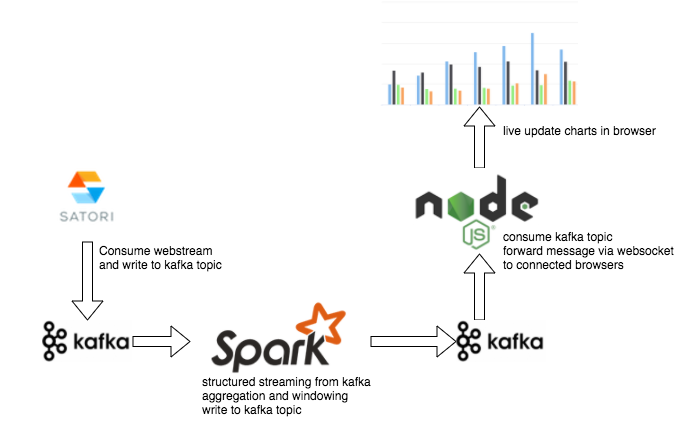 live update charts in browser
SATORI
node
JS
Consume webstream
and write to kafka topic
consume kafka topic
forward message via websocket
to connected browsers
kafka
Spark
kafka
structured streaming from kafka
aggregation and windowing
write to kafka topic